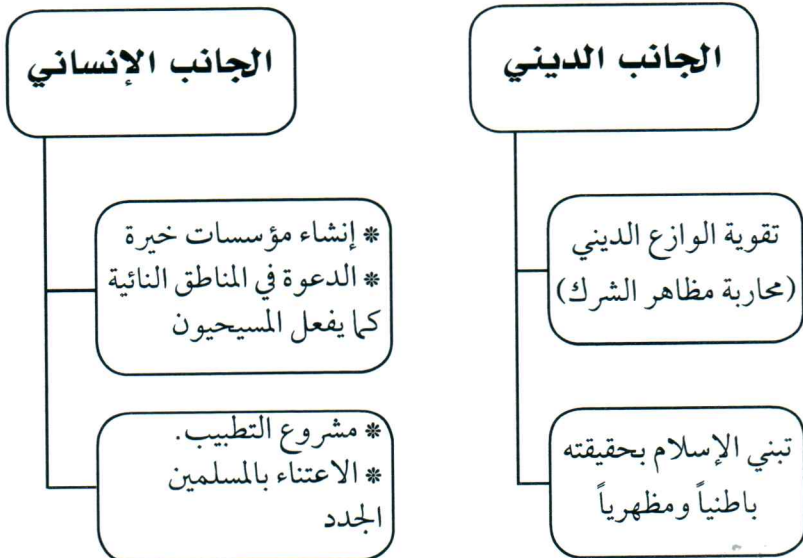 الجانب الديني
تقوية الوازع الديني
(محاربة مظاهر الشرك)
تبني الإسلام بحقيقته
باطنياً ومظهرياً
الجانب الإنساني
* إنشاء مؤسسات خيرة
* الدعوة في المناطق النائية
كما يفعل المسيحيون
* مشروع التطبيب.
* الاعتناء بالمسلمين
الجدد